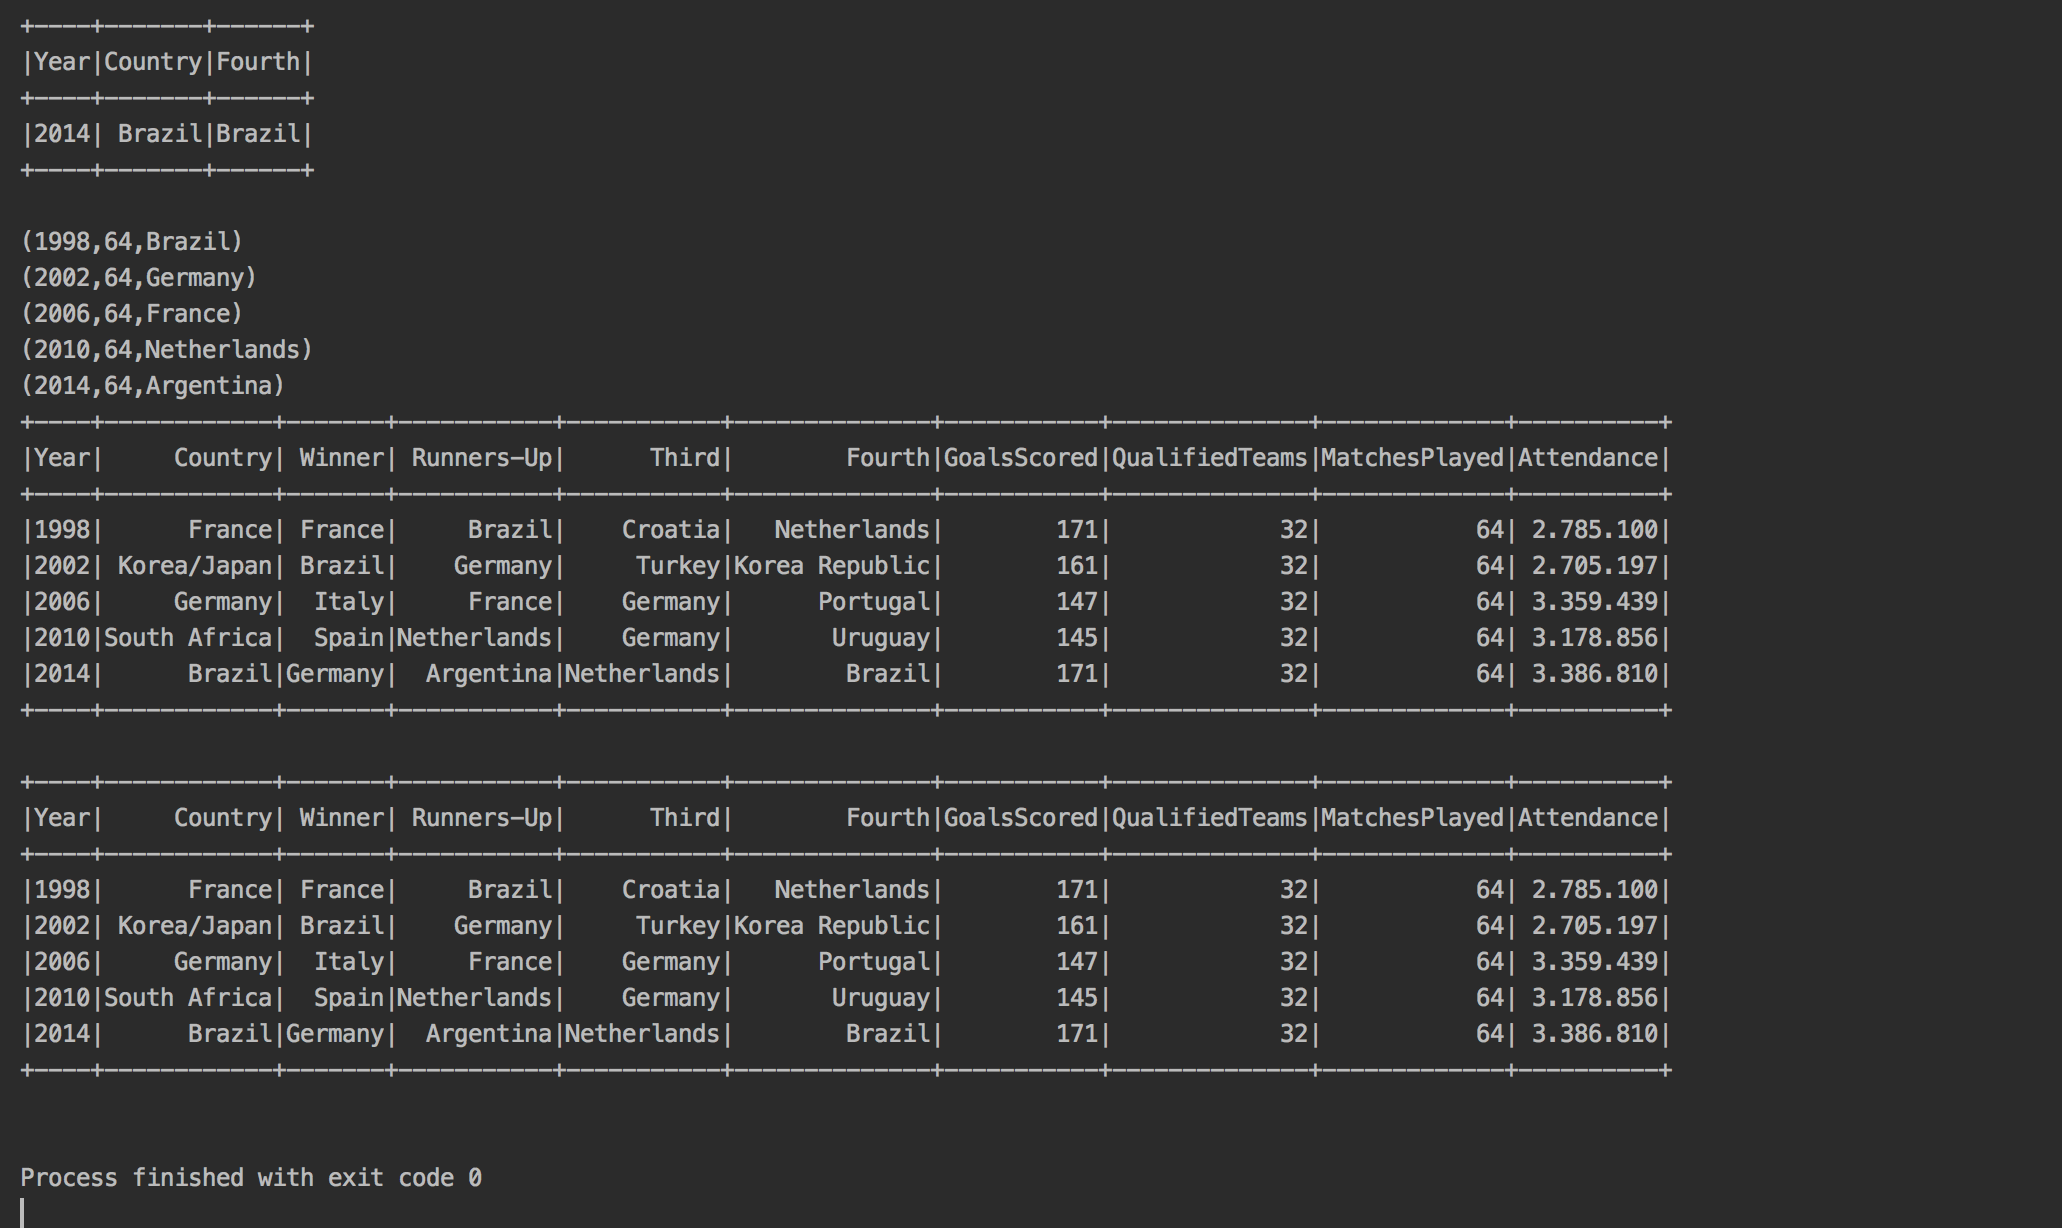 +----+-------+------+
|Year|Country|Fourth|
+----+-------+------+
|2014| Brazil|Brazil|
+----+-------+------+
(1998,64,Brazil)
(2002,64,Germany)
(2006,64,France)
(2010,64,Netherlands)
(2014,64,Argentina)
+----+------------+-------+-----------+-----------+--------------+-----------+--------------+-------------+----------+
|Year|     Country| Winner| Runners-Up|      Third|        Fourth|GoalsScored|QualifiedTeams|MatchesPlayed|Attendance|
+----+------------+-------+-----------+-----------+--------------+-----------+--------------+-------------+----------+
|1998|      France| France|     Brazil|    Croatia|   Netherlands|        171|            32|           64| 2.785.100|
|2002| Korea/Japan| Brazil|    Germany|     Turkey|Korea Republic|        161|            32|           64| 2.705.197|
|2006|     Germany|  Italy|     France|    Germany|      Portugal|        147|            32|           64| 3.359.439|
|2010|South Africa|  Spain|Netherlands|    Germany|       Uruguay|        145|            32|           64| 3.178.856|
|2014|      Brazil|Germany|  Argentina|Netherlands|        Brazil|        171|            32|           64| 3.386.810|
+----+------------+-------+-----------+-----------+--------------+-----------+--------------+-------------+----------+
+----+------------+-------+-----------+-----------+--------------+-----------+--------------+-------------+----------+
|Year|     Country| Winner| Runners-Up|      Third|        Fourth|GoalsScored|QualifiedTeams|MatchesPlayed|Attendance|
+----+------------+-------+-----------+-----------+--------------+-----------+--------------+-------------+----------+
|1998|      France| France|     Brazil|    Croatia|   Netherlands|        171|            32|           64| 2.785.100|
|2002| Korea/Japan| Brazil|    Germany|     Turkey|Korea Republic|        161|            32|           64| 2.705.197|
|2006|     Germany|  Italy|     France|    Germany|      Portugal|        147|            32|           64| 3.359.439|
|2010|South Africa|  Spain|Netherlands|    Germany|       Uruguay|        145|            32|           64| 3.178.856|
|2014|      Brazil|Germany|  Argentina|Netherlands|        Brazil|        171|            32|           64| 3.386.810|
+----+------------+-------+-----------+-----------+--------------+-----------+--------------+-------------+----------+
Process finished with exit code 0